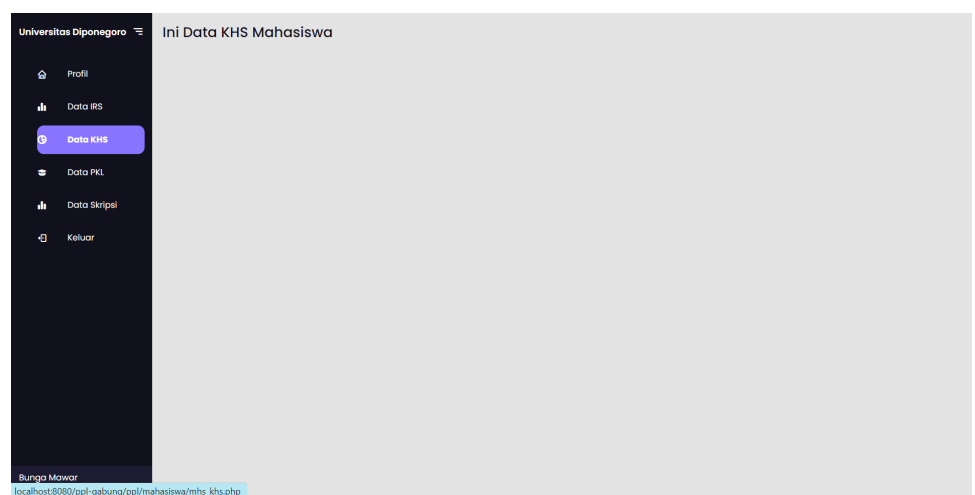 Universitas Diponegoro
Ini Data KHS Mahasiswa
Profil
Data IRS
Data KHS
Data PKL
Data Skripsi
Keluar
Bunga Mawar
localhost:8080/ppl-gabung/ppl/mahasiswa/mhs_khs.php